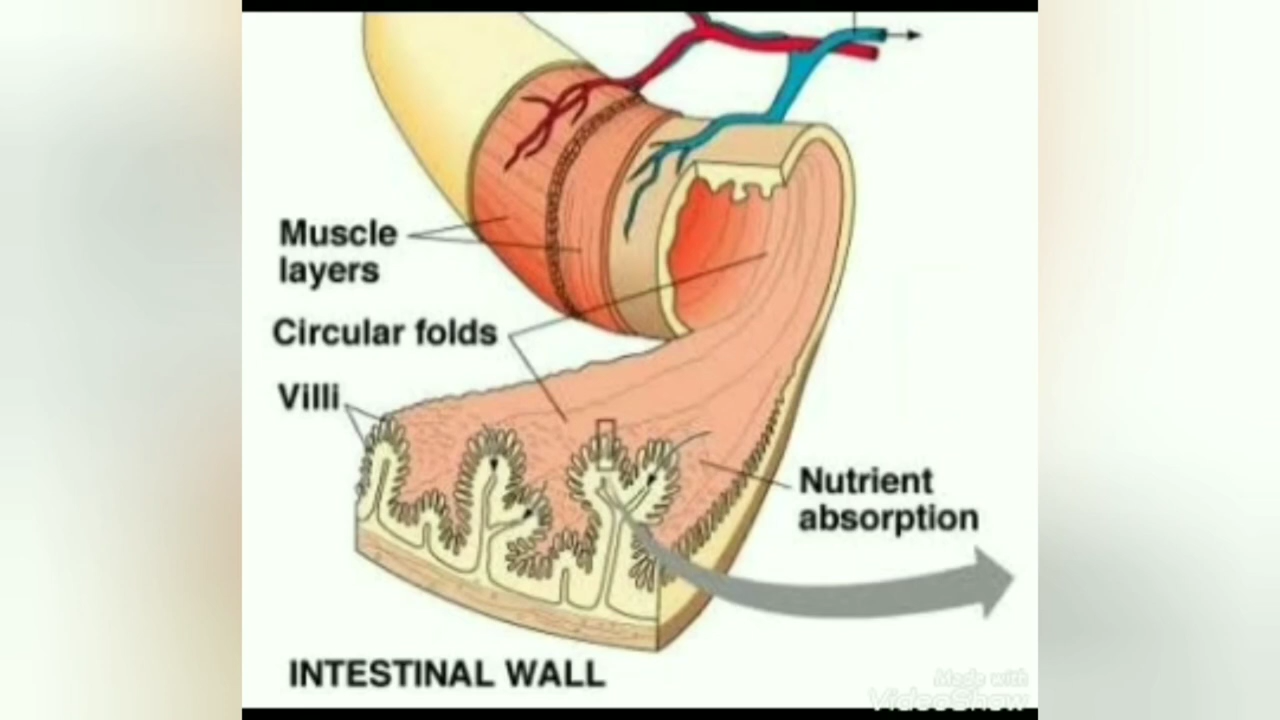 Muscle
layers
Circular folds
Villi
Nutrient
absorption
INTESTINAL WALL
Made with
VideoShow